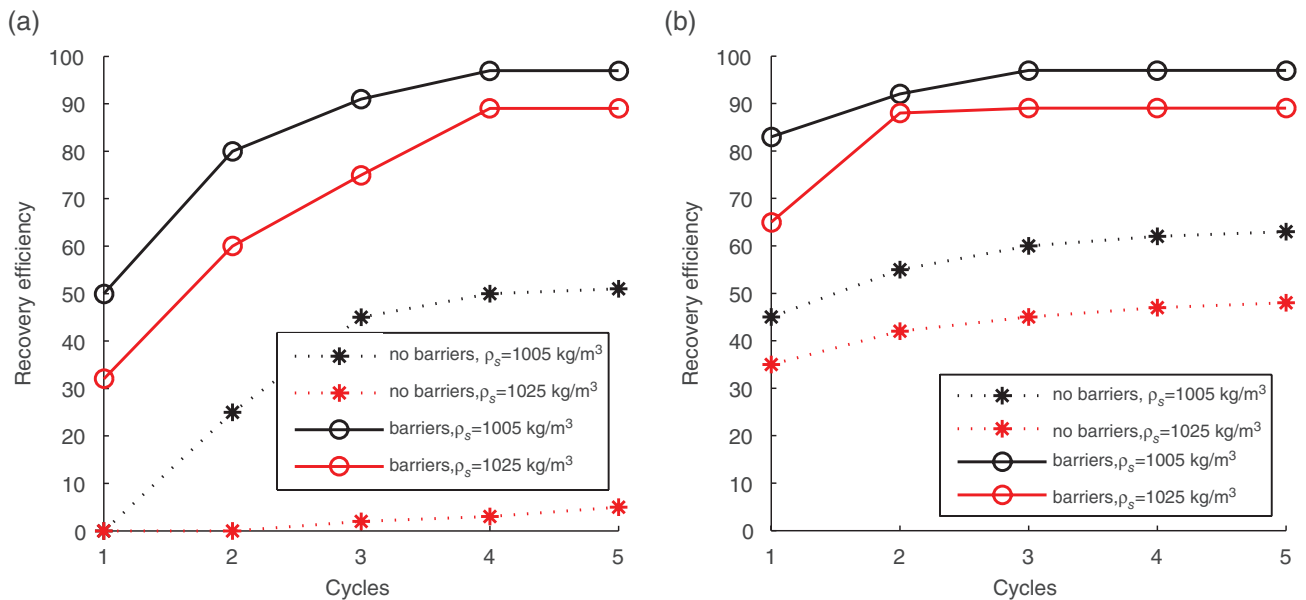 (a)
Recovery efficiency
100
90
80
70
60
50
40
30
20
10
0
1 2 3 4 5
Cycles
no barriers, ρₛ=1005 kg/m³
no barriers,ρₛ=1025 kg/m³
barriers,ρₛ=1005 kg/m³
barriers,ρₛ=1025 kg/m³
(b)
Recovery efficiency
100
90
80
70
60
50
40
30
20
10
0
1 2 3 4 5
Cycles
no barriers, ρₛ=1005 kg/m³
no barriers,ρₛ=1025 kg/m³
barriers,ρₛ=1005 kg/m³
barriers,ρₛ=1025 kg/m³